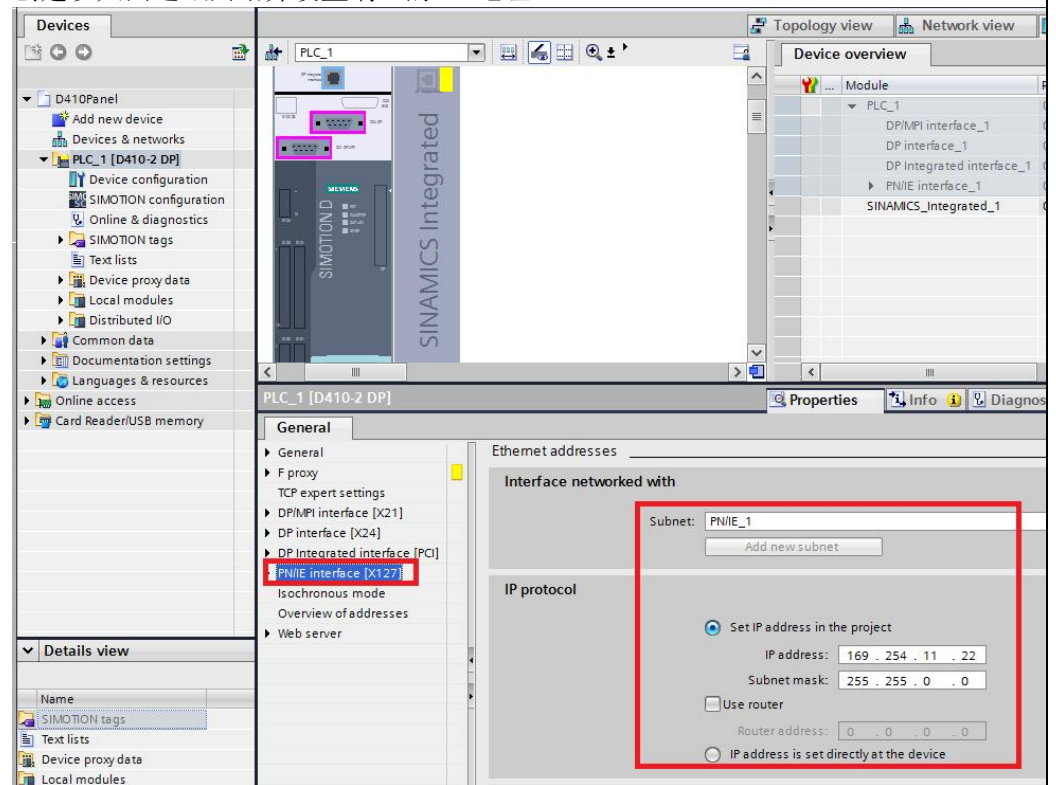 Devices
Topology view
Network view
PLC_1
Device overview
D410Panel
Add new device
Devices & networks
PLC_1 [D410-2 DP]
Device configuration
SIMOTION configuration
Online & diagnostics
SIMOTION tags
Text lists
Device proxy data
Local modules
Distributed I/O
Common data
Documentation settings
Languages & resources
Online access
Card Reader/USB memory
SIEMENS
SIMOTION D
SINAMICS Integrated
... Module
PLC_1
DP/MPI interface_1
DP interface_1
DP Integrated interface_1
PN/IE interface_1
SINAMICS_Integrated_1
PLC_1 [D410-2 DP]
Properties
Info
Diagnos
General
General
F proxy
TCP expert settings
DP/MPI interface [X21]
DP interface [X24]
DP Integrated interface [PCI]
PN/IE interface [X127]
Isochronous mode
Overview of addresses
Web server
Ethernet addresses
Interface networked with
Subnet: PN/IE_1
Add new subnet
IP protocol
Set IP address in the project
IP address: 169 . 254 . 11 . 22
Subnet mask: 255 . 255 . 0 . 0
Use router
Router address: 0 . 0 . 0 . 0
IP address is set directly at the device
Details view
Name
SIMOTION tags
Text lists
Device proxy data
Local modules